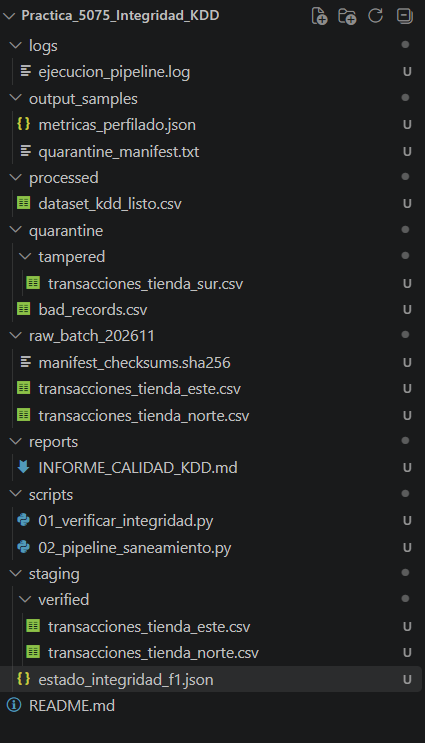 Practica_5075_Integridad_KDD
logs
ejecucion_pipeline.log U
output_samples
metricas_perfilado.json U
quarantine_manifest.txt U
processed
dataset_kdd_listo.csv U
quarantine
tampered
transacciones_tienda_sur.csv U
bad_records.csv U
raw_batch_202611
manifest_checksums.sha256 U
transacciones_tienda_este.csv U
transacciones_tienda_norte.csv U
reports
INFORME_CALIDAD_KDD.md U
scripts
01_verificar_integridad.py U
02_pipeline_saneamiento.py U
staging
verified
transacciones_tienda_este.csv U
transacciones_tienda_norte.csv U
{} estado_integridad_f1.json U
README.md U